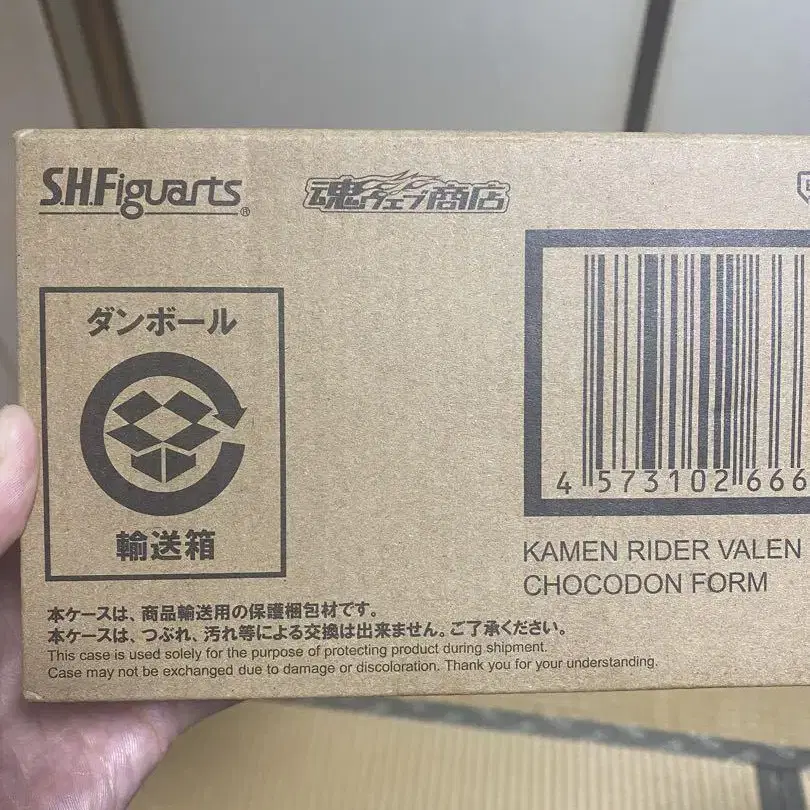 S.H.Figuarts ®
魂ウェブ商店
ダンボール
輸送箱
4 573102 666
KAMEN RIDER VALEN
CHOCODON FORM
本ケースは、商品輸送用の保護梱包材です。
本ケースは、つぶれ、汚れ等による交換は出来ません。ご了承ください。
This case is used solely for the purpose of protecting product during shipment.
Case may not be exchanged due to damage or discoloration. Thank you for your understanding.